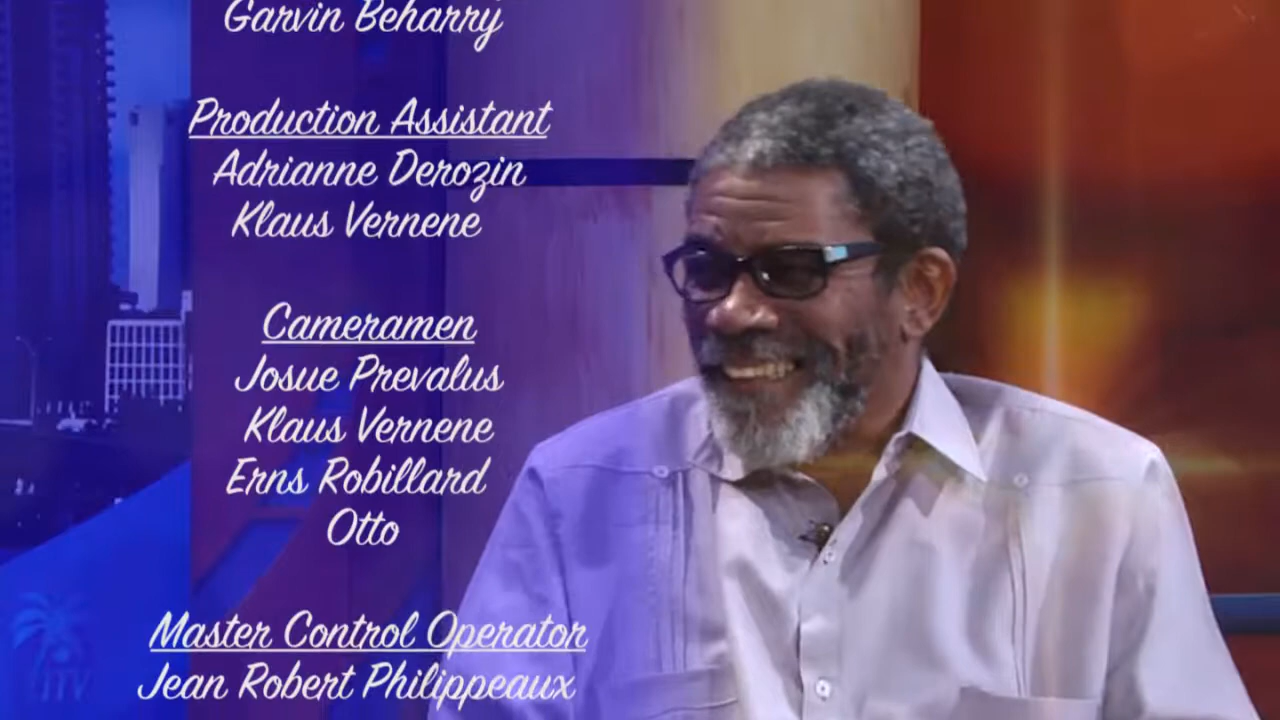 Garvin Beharry
Production Assistant
Adrianne Derozin
Klaus Vernene
Cameramen
Josue Prevalus
Klaus Vernene
Erns Robillard
Otto
Master Control Operator
Jean Robert Philippeaux